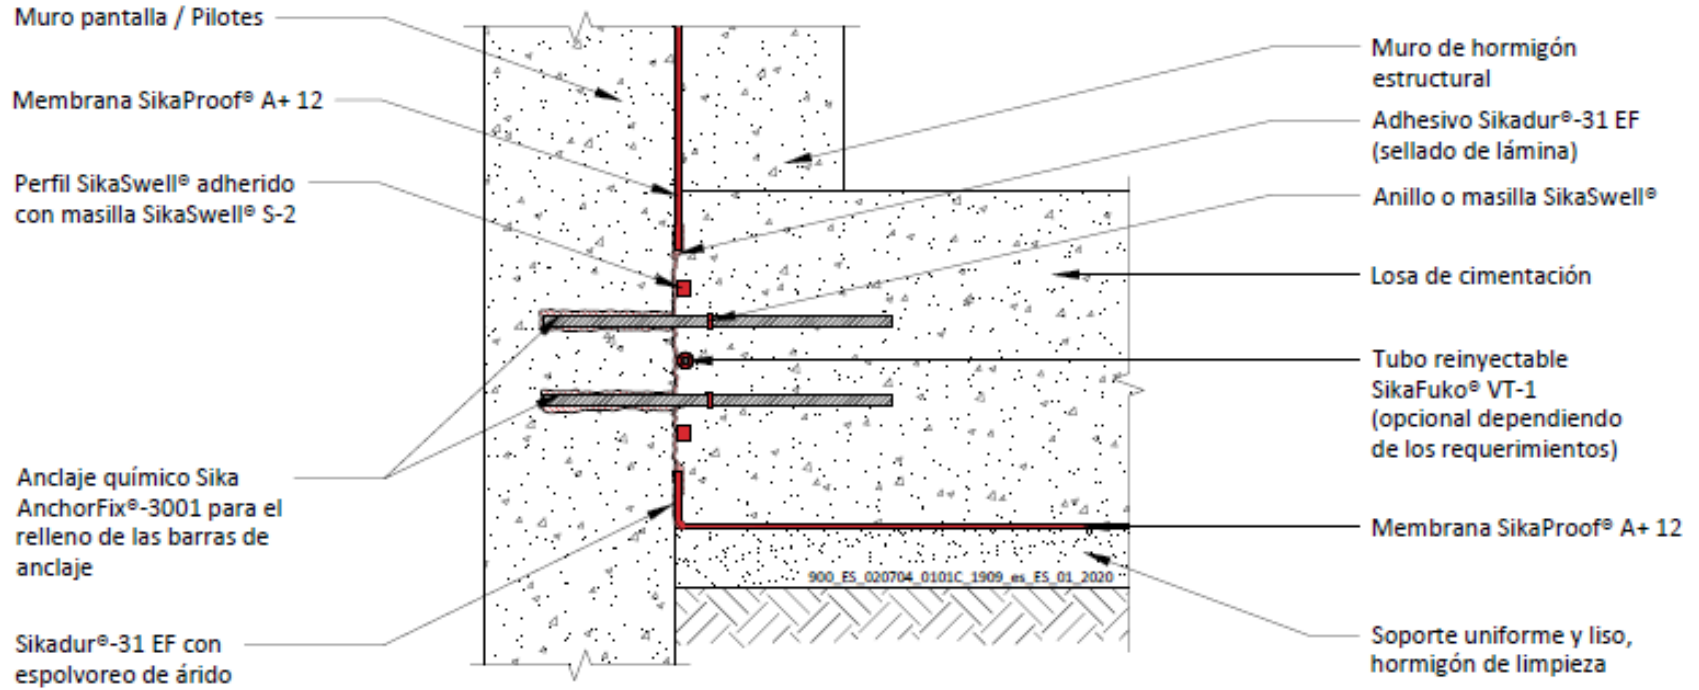 Muro pantalla / Pilotes
Membrana SikaProof® A+ 12
Perfil SikaSwell® adherido
con masilla SikaSwell® S-2
Anclaje químico Sika
AnchorFix®-3001 para el
relleno de las barras de
anclaje
Sikadur®-31 EF con
espolvoreo de árido
Muro de hormigón
estructural
Adhesivo Sikadur®-31 EF
(sellado de lámina)
Anillo o masilla SikaSwell®
Losa de cimentación
Tubo reinyectable
SikaFuko® VT-1
(opcional dependiendo
de los requerimientos)
Membrana SikaProof® A+ 12
900_ES_020704_0101C_1909_es_ES_01_2020
Soporte uniforme y liso,
hormigón de limpieza